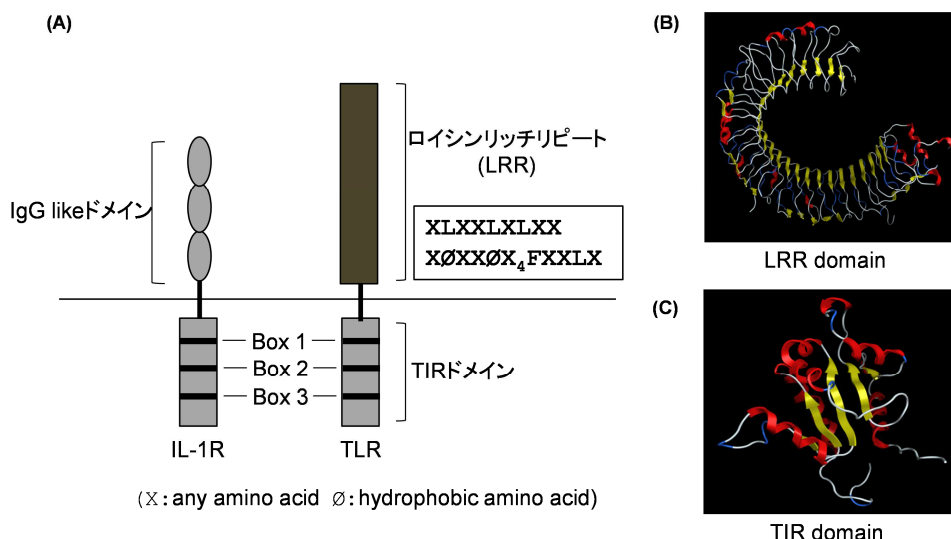 (A)
IgG likeドメイン
ロイシンリッチリピート
(LRR)
XLXXLXLXX
XØXXØX₄FXXLX
Box 1
Box 2
Box 3
TIRドメイン
IL-1R
TLR
(X:any amino acid Ø:hydrophobic amino acid)
(B)
LRR domain
(C)
TIR domain